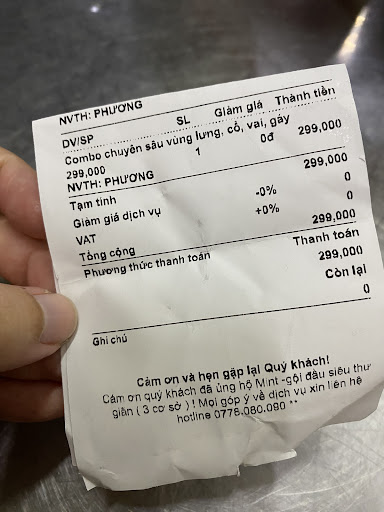 NVTH: PHƯƠNG
DV/SP SL Giảm giá Thành tiền
Combo chuyên sâu vùng lưng, cổ, vai, gáy
299,000 1 0đ 299,000
NVTH: PHƯƠNG
Tạm tính 299,000
Giảm giá dịch vụ -0% 0
VAT +0% 0
Tổng cộng 299,000
Phương thức thanh toán Thanh toán
299,000
Còn lại
0
Ghi chú
Cảm ơn và hẹn gặp lại Quý khách!
Cảm ơn quý khách đã ủng hộ Mint -gội đầu siêu thư
giãn ( 3 cơ sở ) ! Mọi góp ý về dịch vụ xin liên hệ
hotline 0778.080.090 **